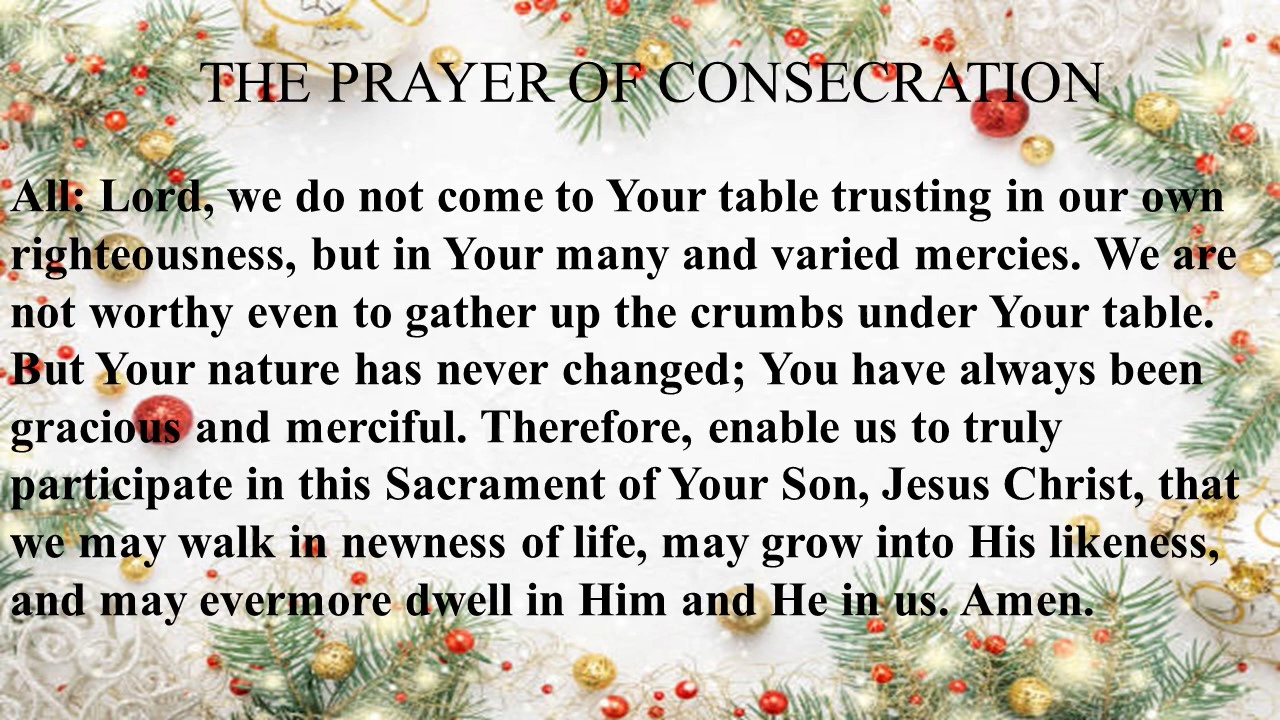 THE PRAYER OF CONSECRATION
All: Lord, we do not come to Your table trusting in our own
righteousness, but in Your many and varied mercies. We are
not worthy even to gather up the crumbs under Your table.
But Your nature has never changed; You have always been
gracious and merciful. Therefore, enable us to truly
participate in this Sacrament of Your Son, Jesus Christ, that
we may walk in newness of life, may grow into His likeness,
and may evermore dwell in Him and He in us. Amen.